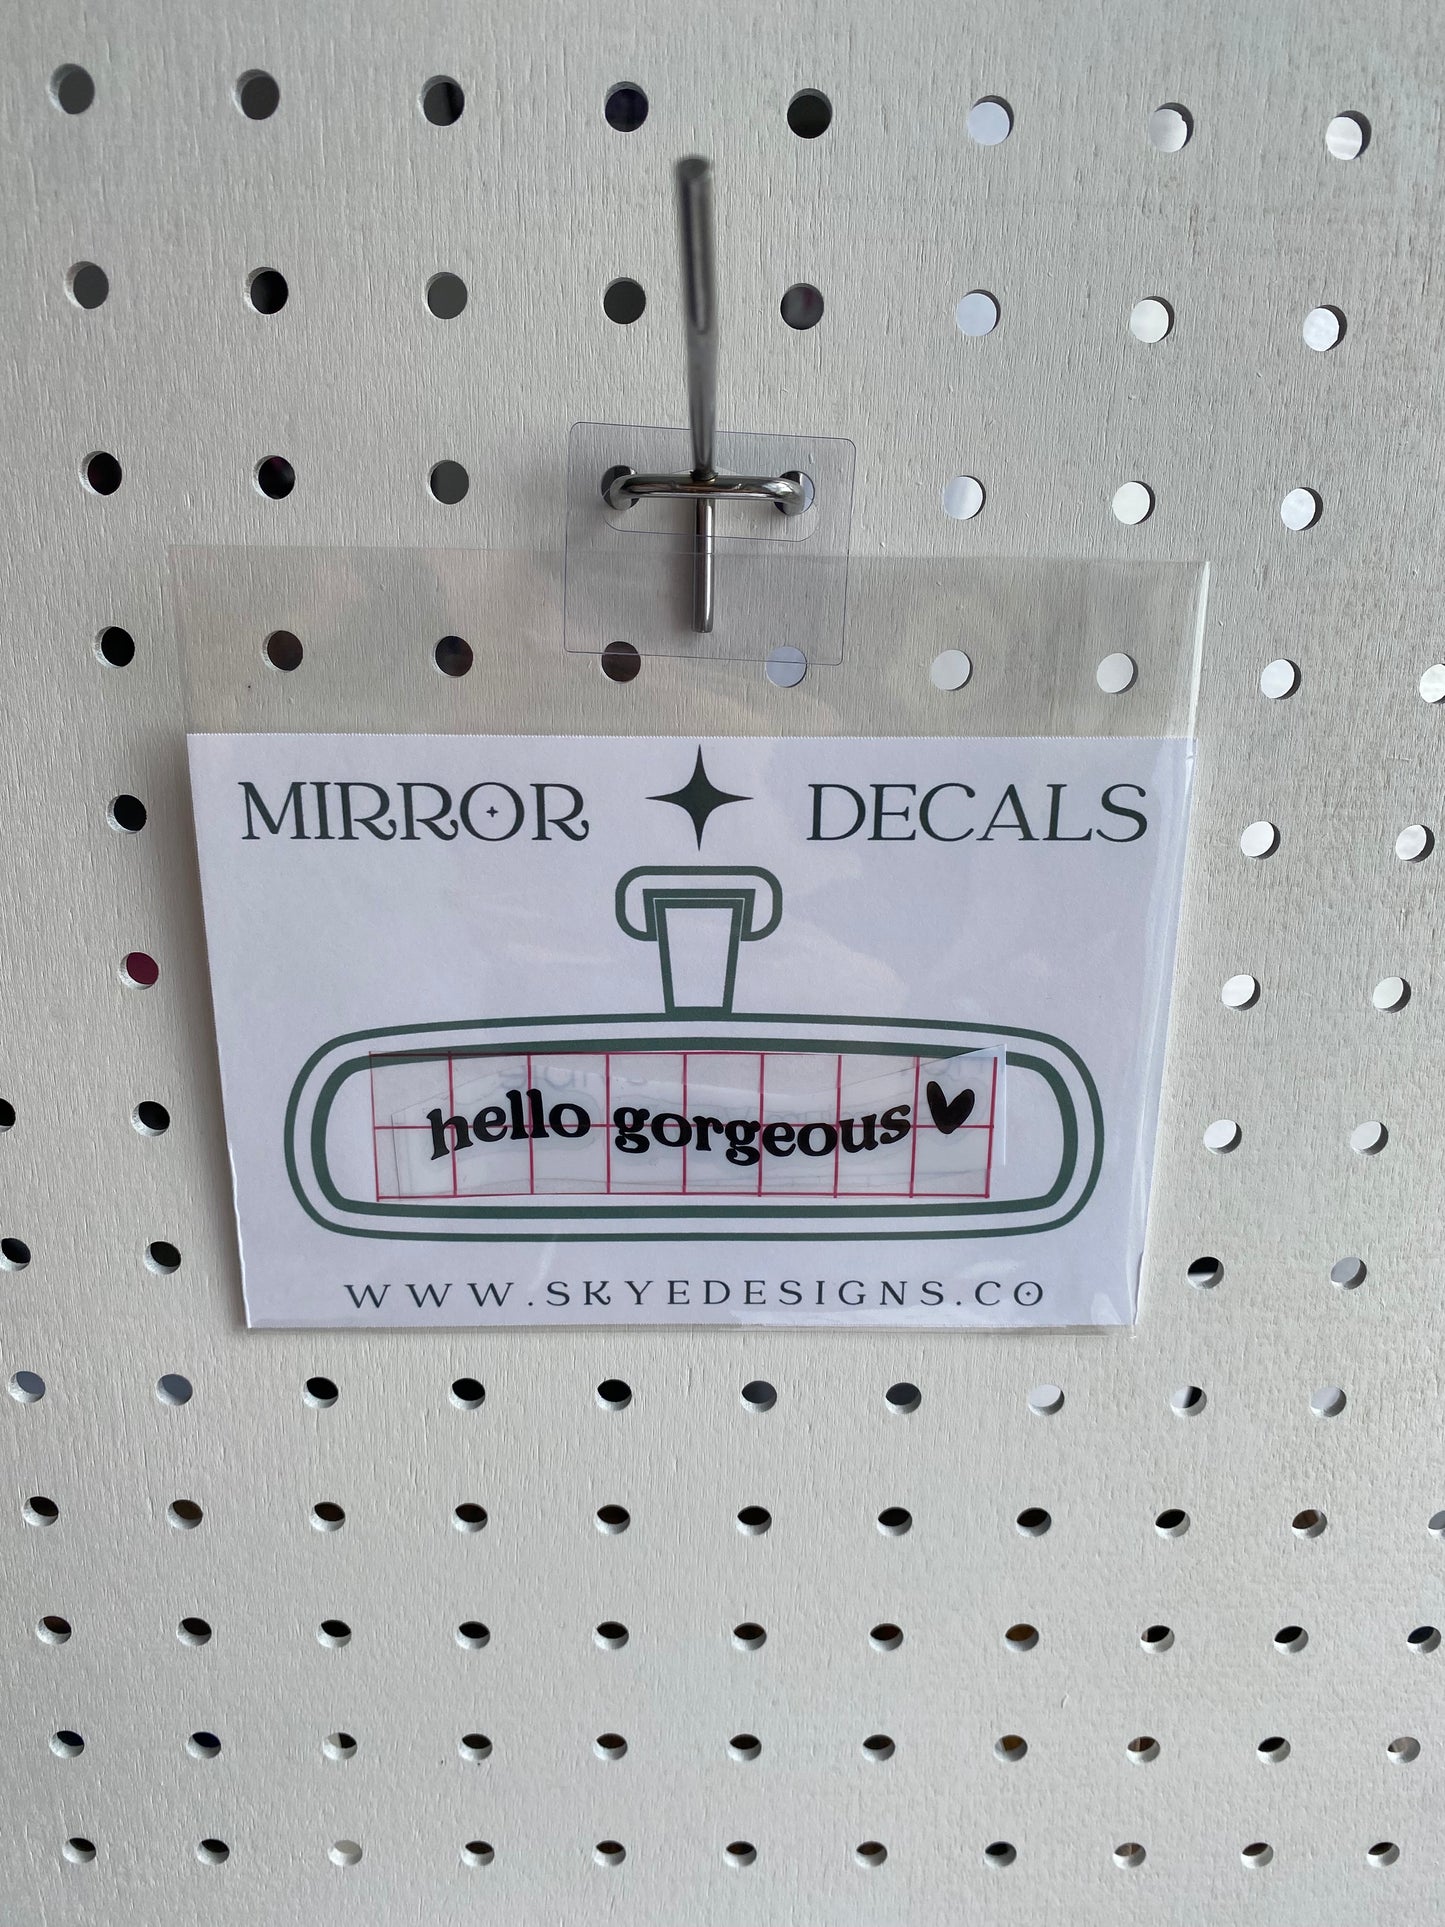 MIRROR DECALS
hello gorgeous
WWW.SKYEDESIGNS.CO